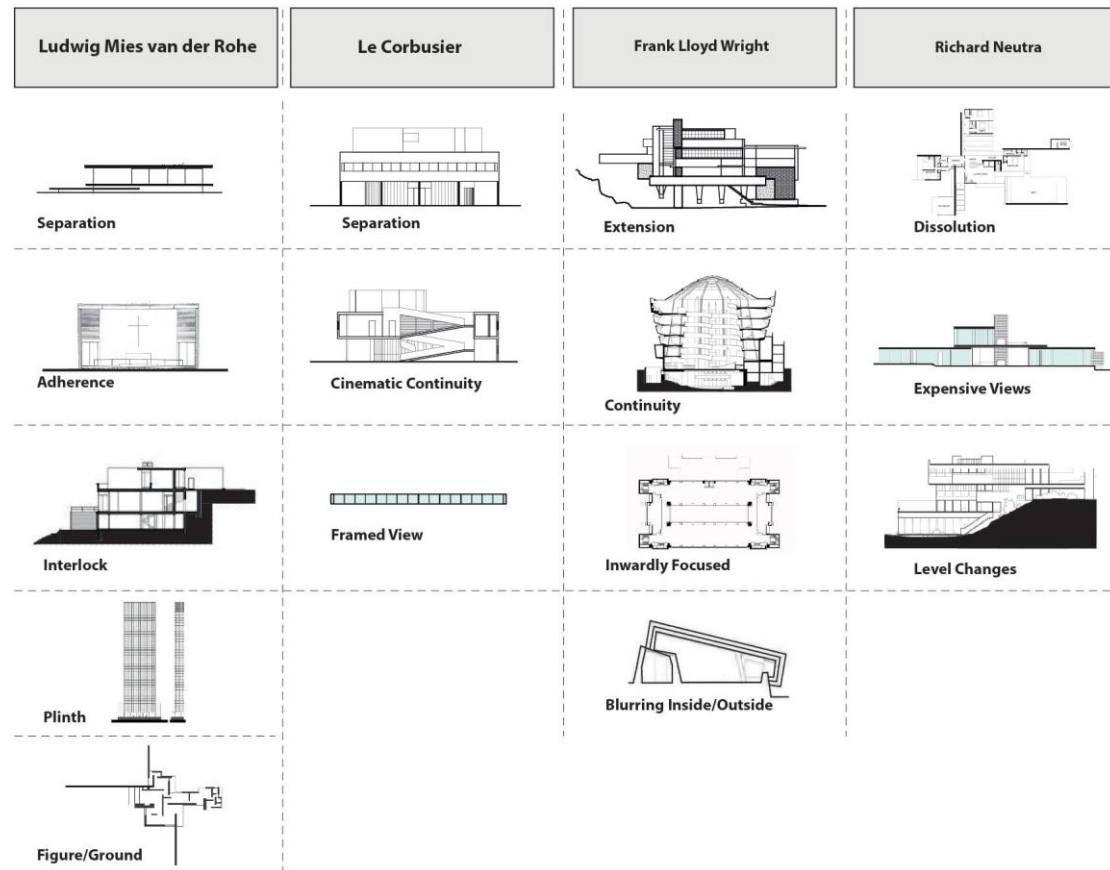 Ludwig Mies van der Rohe
Le Corbusier
Frank Lloyd Wright
Richard Neutra
Separation
Separation
Extension
Dissolution
Adherence
Cinematic Continuity
Continuity
Expensive Views
Interlock
Framed View
Inwardly Focused
Level Changes
Plinth
Blurring Inside/Outside
Figure/Ground